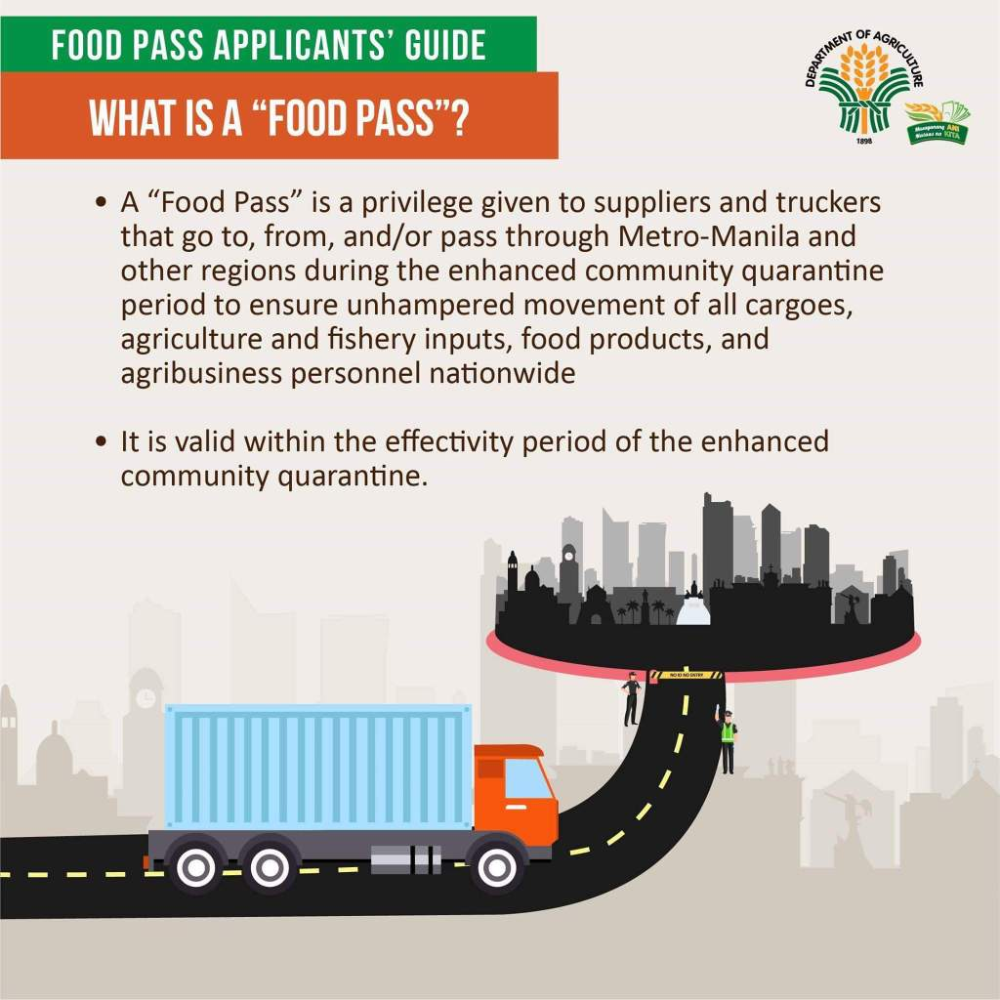 FOOD PASS APPLICANTS’ GUIDE
WHAT IS A “FOOD PASS”?
DEPARTMENT OF AGRICULTURE
1898
Masaganang ANI
Mataas na KITA
• A “Food Pass” is a privilege given to suppliers and truckers
that go to, from, and/or pass through Metro-Manila and
other regions during the enhanced community quarantine
period to ensure unhampered movement of all cargoes,
agriculture and fishery inputs, food products, and
agribusiness personnel nationwide
• It is valid within the effectivity period of the enhanced
community quarantine.
NO ID NO ENTRY